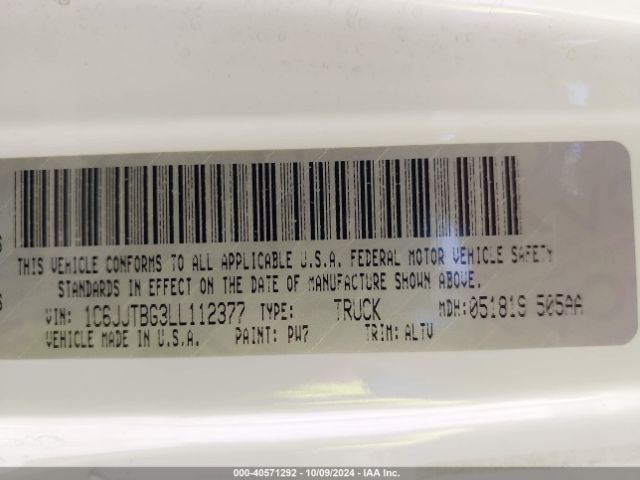 THIS VEHICLE CONFORMS TO ALL APPLICABLE U.S.A. FEDERAL MOTOR VEHICLE SAFETY
STANDARDS IN EFFECT ON THE DATE OF MANUFACTURE SHOWN ABOVE.
VIN: 1C6JJTBG3LL112377 TYPE: TRUCK MDH:051819 505AA
VEHICLE MADE IN U.S.A. PAINT: PW7 TRIM: ALTV
000-40571292 - 10/09/2024 - IAA Inc.